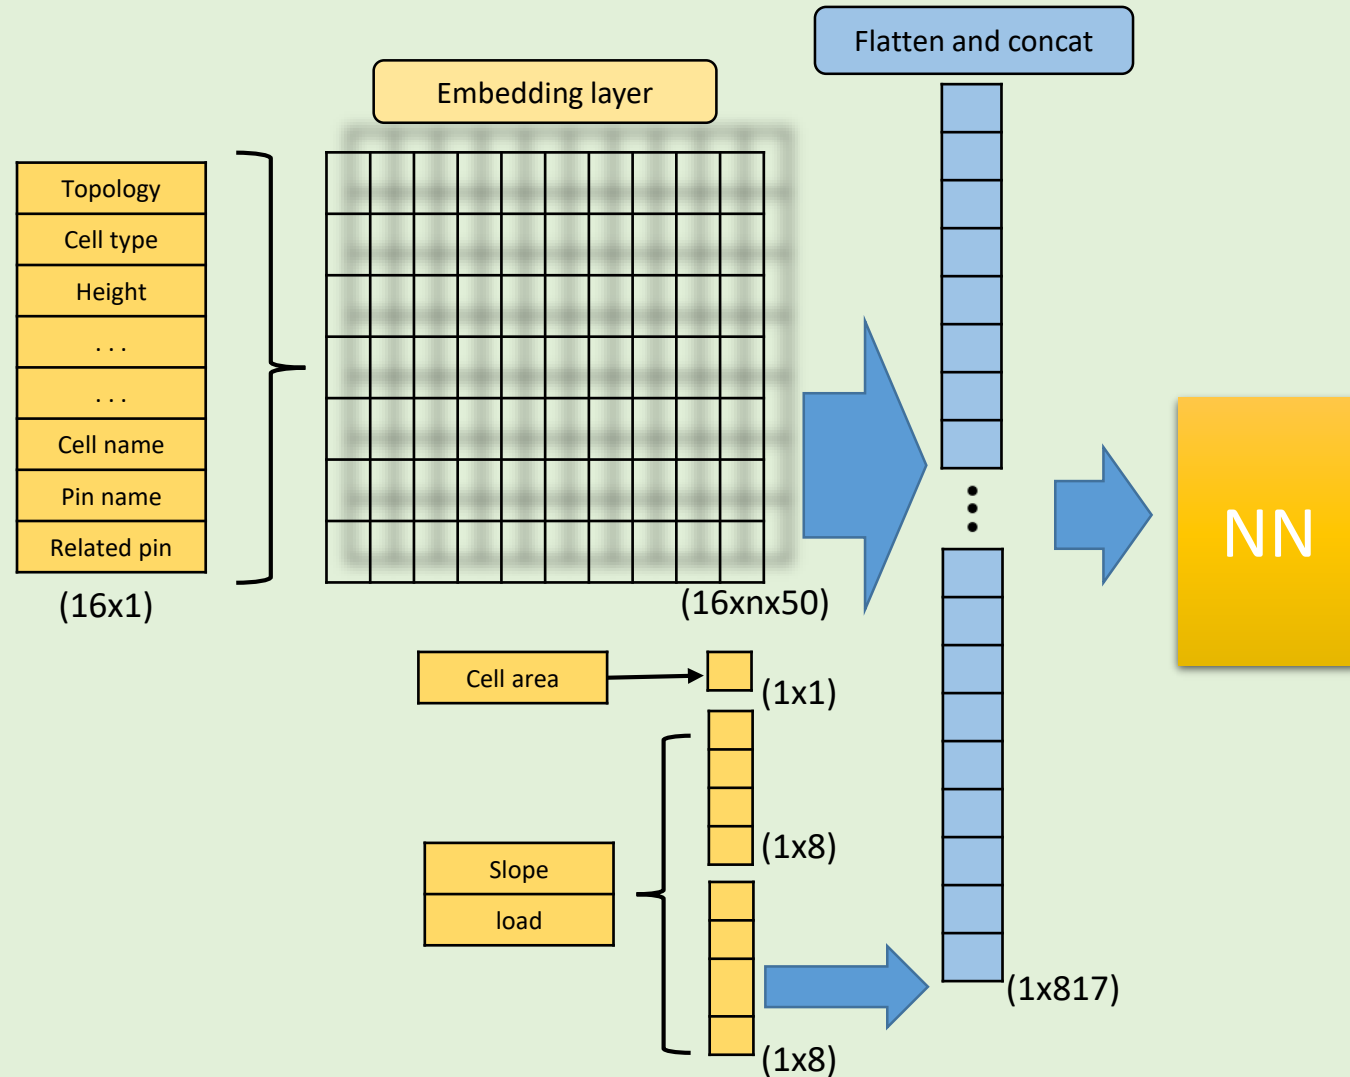 Flatten and concat
Embedding layer
Topology
Cell type
Height
. . .
. . .
Cell name
Pin name
Related pin
(16x1)
(16xnx50)
NN
Cell area
(1x1)
Slope
load
(1x8)
(1x8)
(1x817)